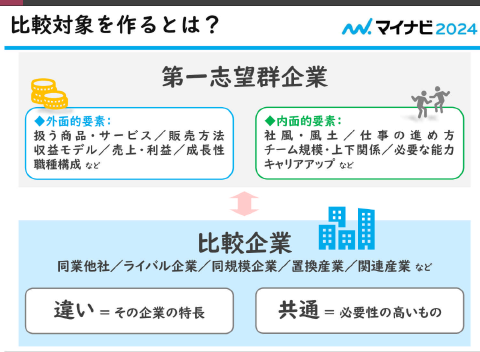 比較対象を作るとは？
マイナビ2024
第一志望群企業
◆外面的要素：
扱う商品・サービス／販売方法
収益モデル／売上・利益／成長性
職種構成 など
◆内面的要素：
社風・風土／仕事の進め方
チーム規模・上下関係／必要な能力
キャリアアップ など
比較企業
同業他社／ライバル企業／同規模企業／置換産業／関連産業 など
違い＝その企業の特長
共通＝必要性の高いもの